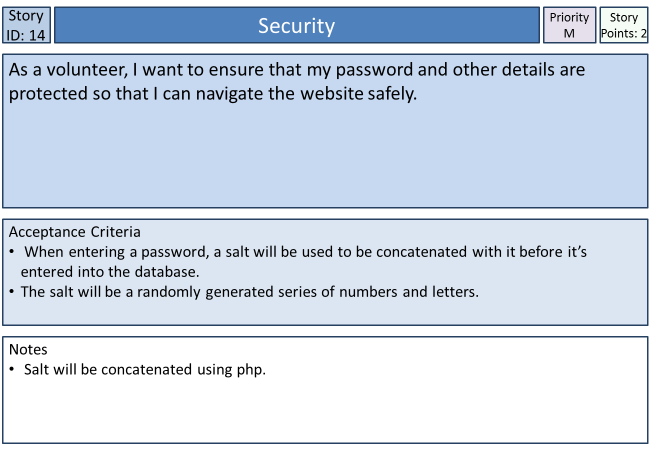 Story
ID: 14
Security
Priority
M
Story
Points: 2
As a volunteer, I want to ensure that my password and other details are
protected so that I can navigate the website safely.
Acceptance Criteria
• When entering a password, a salt will be used to be concatenated with it before it's
entered into the database.
• The salt will be a randomly generated series of numbers and letters.
Notes
• Salt will be concatenated using php.